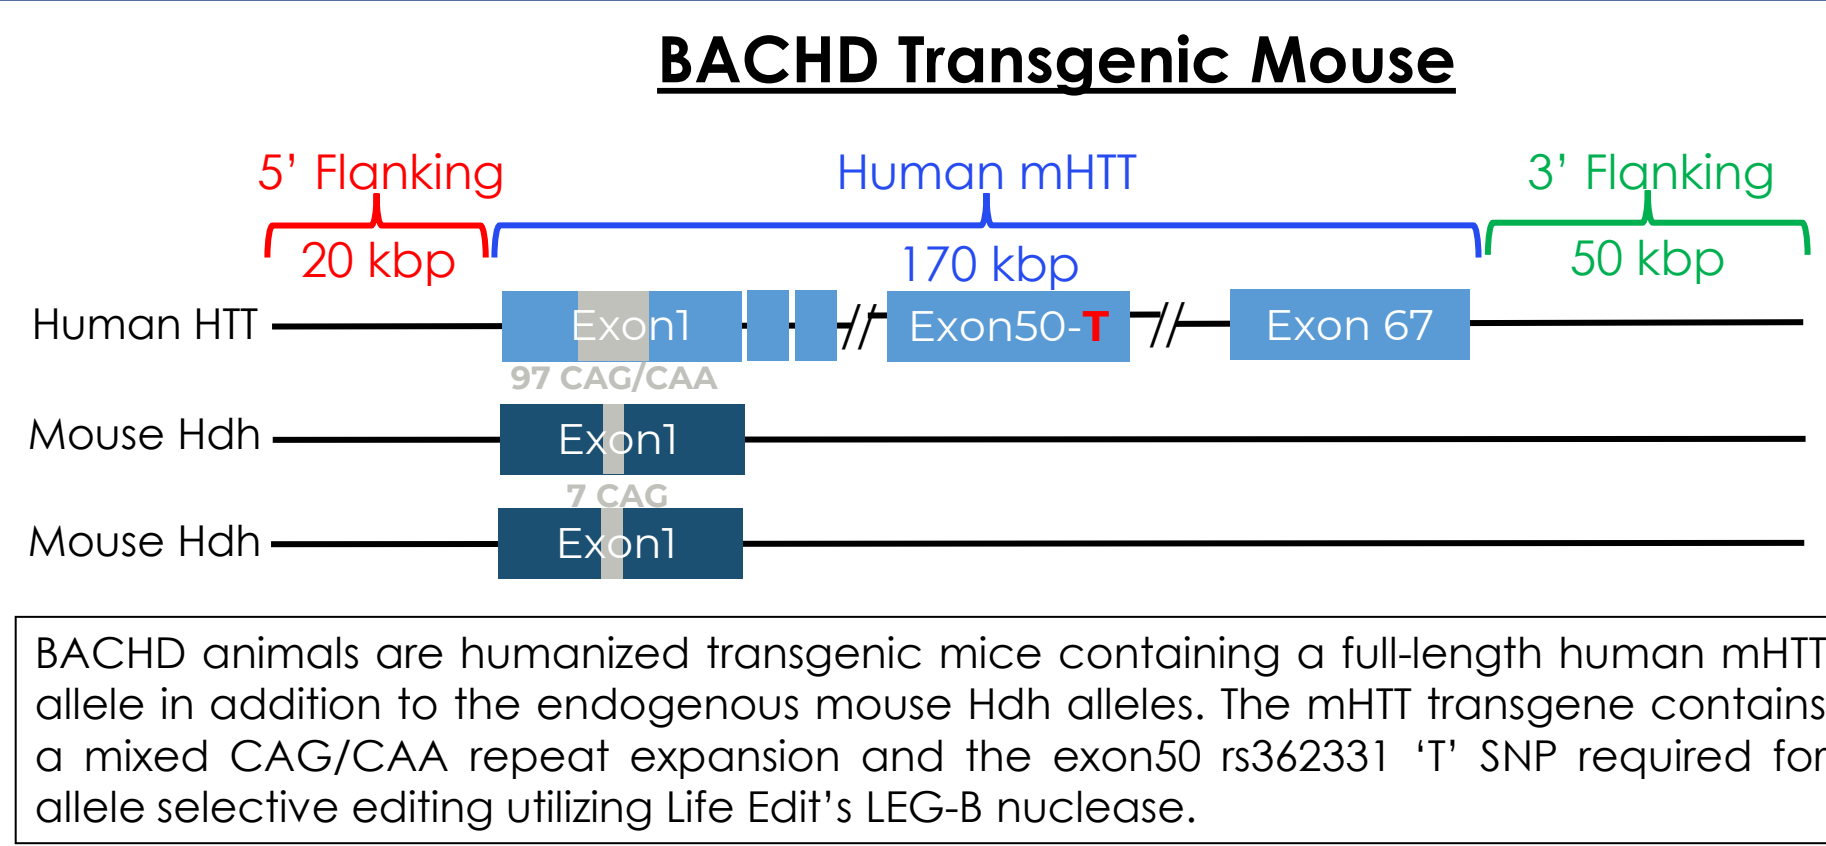 BACHD Transgenic Mouse
5’ Flanking
Human mHTT
3’ Flanking
20 kbp
170 kbp
50 kbp
Human HTT
Exon1
//
Exon50-T
//
Exon 67
97 CAG/CAA
Mouse Hdh
Exon1
7 CAG
Mouse Hdh
Exon1
BACHD animals are humanized transgenic mice containing a full-length human mHTT
allele in addition to the endogenous mouse Hdh alleles. The mHTT transgene contains
a mixed CAG/CAA repeat expansion and the exon50 rs362331 ‘T’ SNP required for
allele selective editing utilizing Life Edit’s LEG-B nuclease.